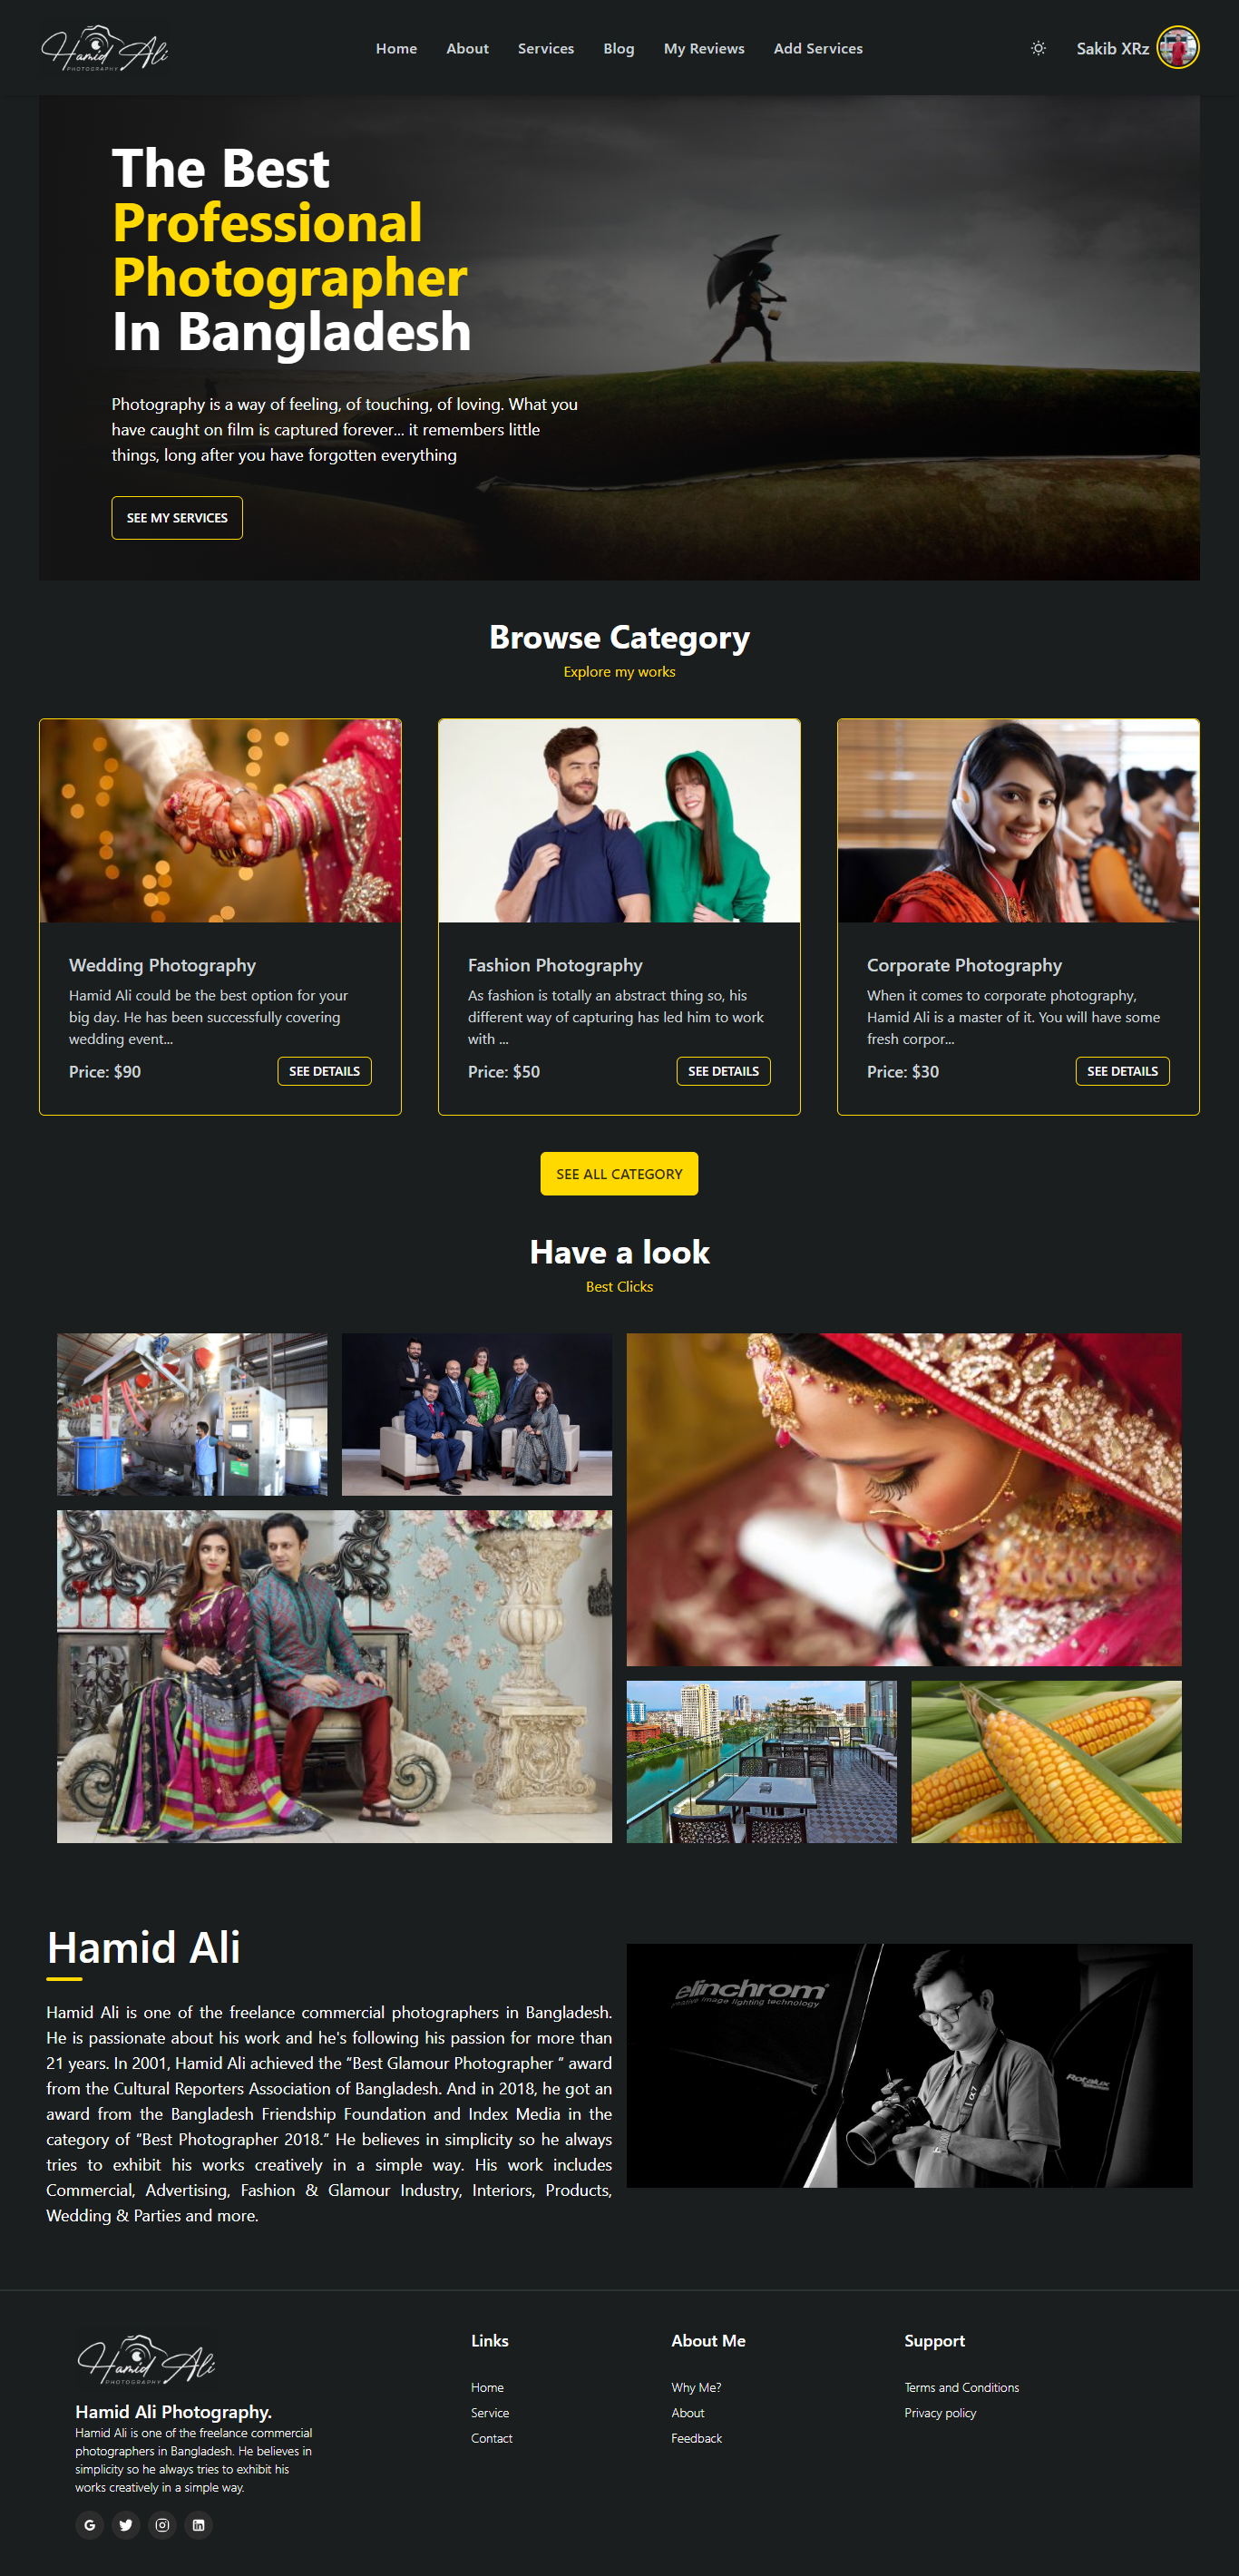 Hamid Ali
PHOTOGRAPHY
Home
About
Services
Blog
My Reviews
Add Services
Sakib XRz
The Best
Professional
Photographer
In Bangladesh
Photography is a way of feeling, of touching, of loving. What you
have caught on film is captured forever... it remembers little
things, long after you have forgotten everything
SEE MY SERVICES
Browse Category
Explore my works
Wedding Photography
Hamid Ali could be the best option for your
big day. He has been successfully covering
wedding event...
Price: $90
SEE DETAILS
Fashion Photography
As fashion is totally an abstract thing so, his
different way of capturing has led him to work
with ...
Price: $50
SEE DETAILS
Corporate Photography
When it comes to corporate photography,
Hamid Ali is a master of it. You will have some
fresh corpor...
Price: $30
SEE DETAILS
SEE ALL CATEGORY
Have a look
Best Clicks
Hamid Ali
Hamid Ali is one of the freelance commercial photographers in Bangladesh.
He is passionate about his work and he's following his passion for more than
21 years. In 2001, Hamid Ali achieved the “Best Glamour Photographer ” award
from the Cultural Reporters Association of Bangladesh. And in 2018, he got an
award from the Bangladesh Friendship Foundation and Index Media in the
category of “Best Photographer 2018.” He believes in simplicity so he always
tries to exhibit his works creatively in a simple way. His work includes
Commercial, Advertising, Fashion & Glamour Industry, Interiors, Products,
Wedding & Parties and more.
elinchrom
creative image lighting technology
Rotalux
Hamid Ali
PHOTOGRAPHY
Hamid Ali Photography.
Hamid Ali is one of the freelance commercial
photographers in Bangladesh. He believes in
simplicity so he always tries to exhibit his
works creatively in a simple way.
Links
Home
Service
Contact
About Me
Why Me?
About
Feedback
Support
Terms and Conditions
Privacy policy